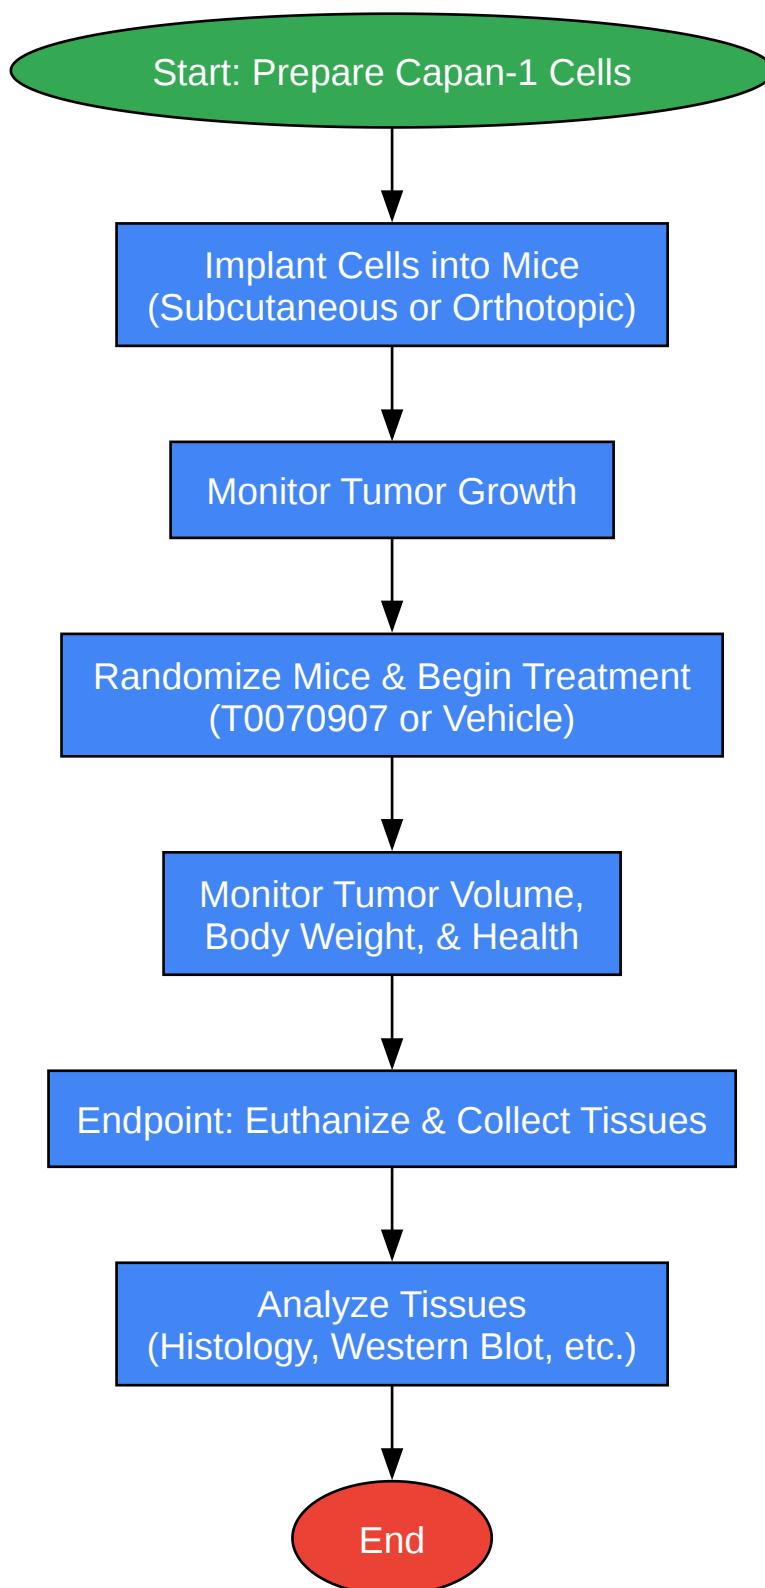 Start: Prepare Capan-1 Cells
Implant Cells into Mice
(Subcutaneous or Orthotopic)
Monitor Tumor Growth
Randomize Mice & Begin Treatment
(T0070907 or Vehicle)
Monitor Tumor Volume,
Body Weight, & Health
Endpoint: Euthanize & Collect Tissues
Analyze Tissues
(Histology, Western Blot, etc.)
End